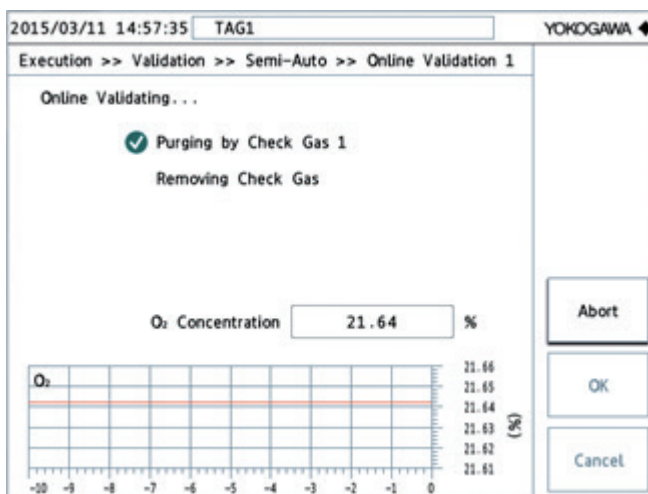 2015/03/11 14:57:35 TAG1 YOKOGAWA
Execution >> Validation >> Semi-Auto >> Online Validation 1
Online Validating...
Purging by Check Gas 1
Removing Check Gas
O₂ Concentration 21.64 %
Abort
OK
Cancel
O₂
21.66
21.65
21.64
21.63
21.62
21.61
(%)
-10 -9 -8 -7 -6 -5 -4 -3 -2 -1 0